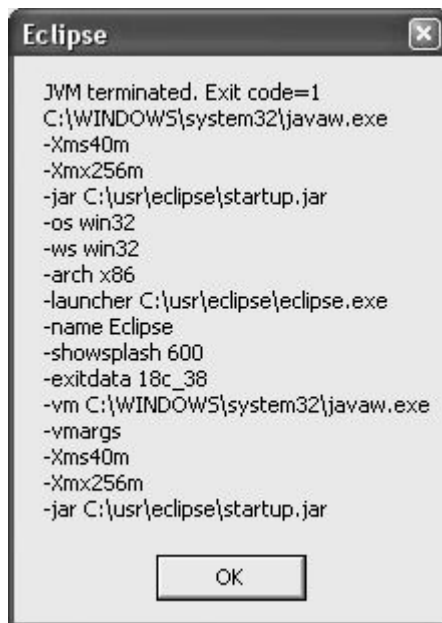 Eclipse
JVM terminated. Exit code=1
C:\WINDOWS\system32\javaw.exe
-Xms40m
-Xmx256m
-jar C:\usr\eclipse\startup.jar
-os win32
-ws win32
-arch x86
-launcher C:\usr\eclipse\eclipse.exe
-name Eclipse
-showsplash 600
-exitdata 18c_38
-vm C:\WINDOWS\system32\javaw.exe
-vmargs
-Xms40m
-Xmx256m
-jar C:\usr\eclipse\startup.jar
OK